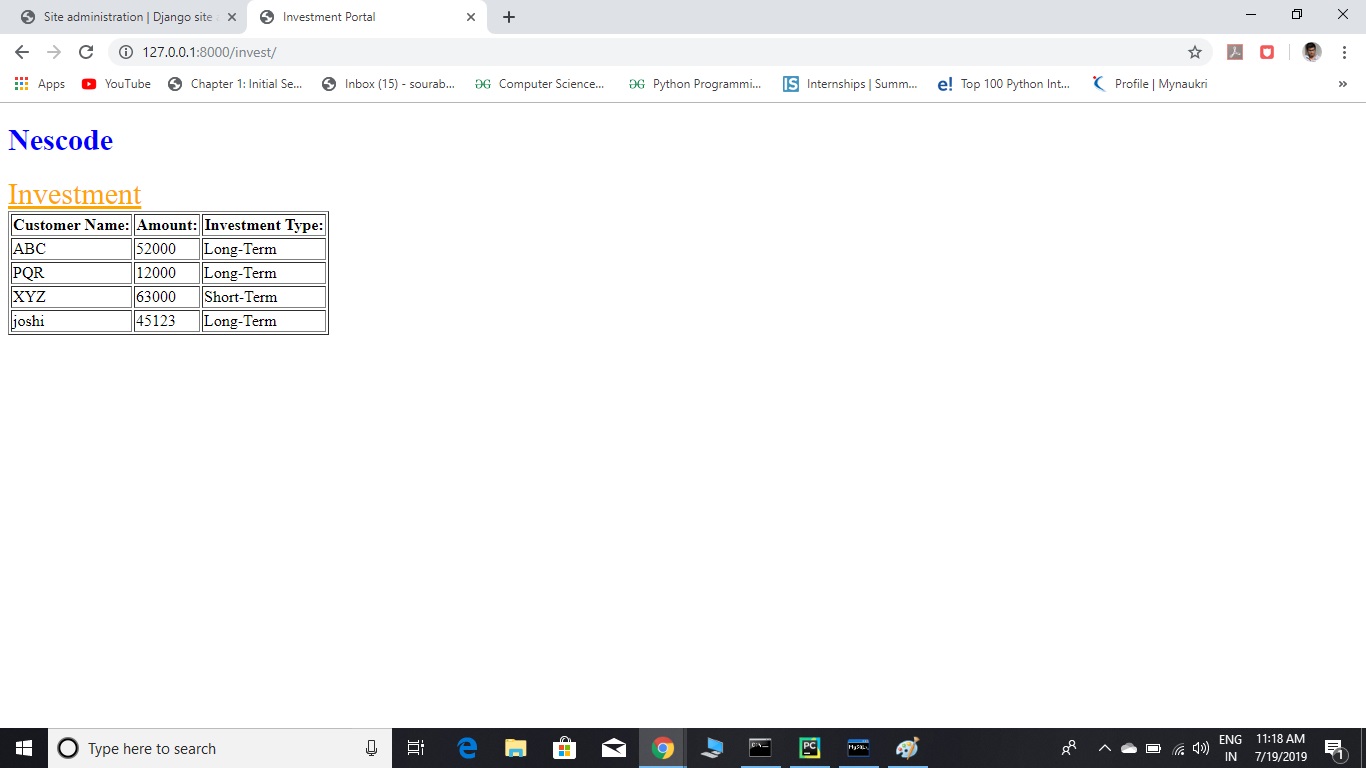 Site administration | Django site
Investment Portal
127.0.0.1:8000/invest/
Apps YouTube Chapter 1: Initial Se... Inbox (15) - sourab... Computer Science... Python Programmi... Internships | Summ... Top 100 Python Int... Profile | Mynaukri »
Nescode
Investment
Customer Name: Amount: Investment Type:
ABC 52000 Long-Term
PQR 12000 Long-Term
XYZ 63000 Short-Term
joshi 45123 Long-Term
Type here to search
ENG
IN
11:18 AM
7/19/2019
1